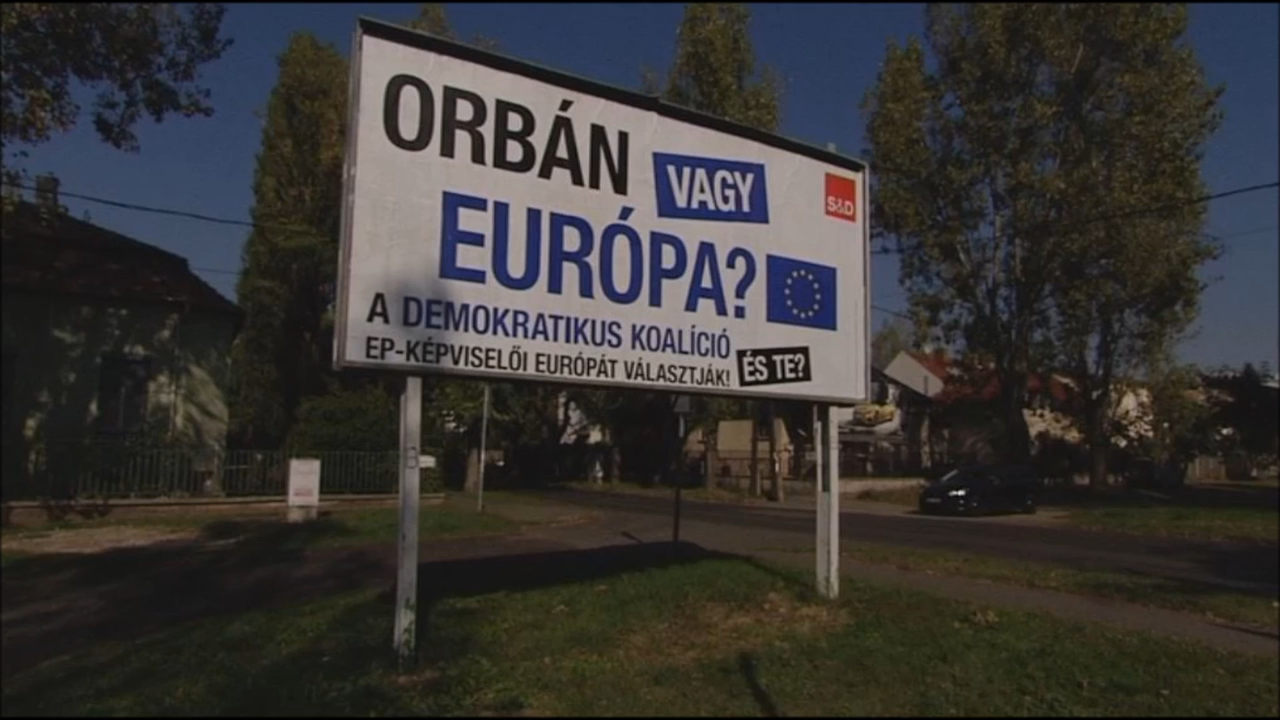 ORBÁN VAGY
S&D
EURÓPA?
A DEMOKRATIKUS KOALÍCIÓ
EP-KÉPVISELŐI EURÓPÁT VÁLASZTJÁK! ÉS TE?